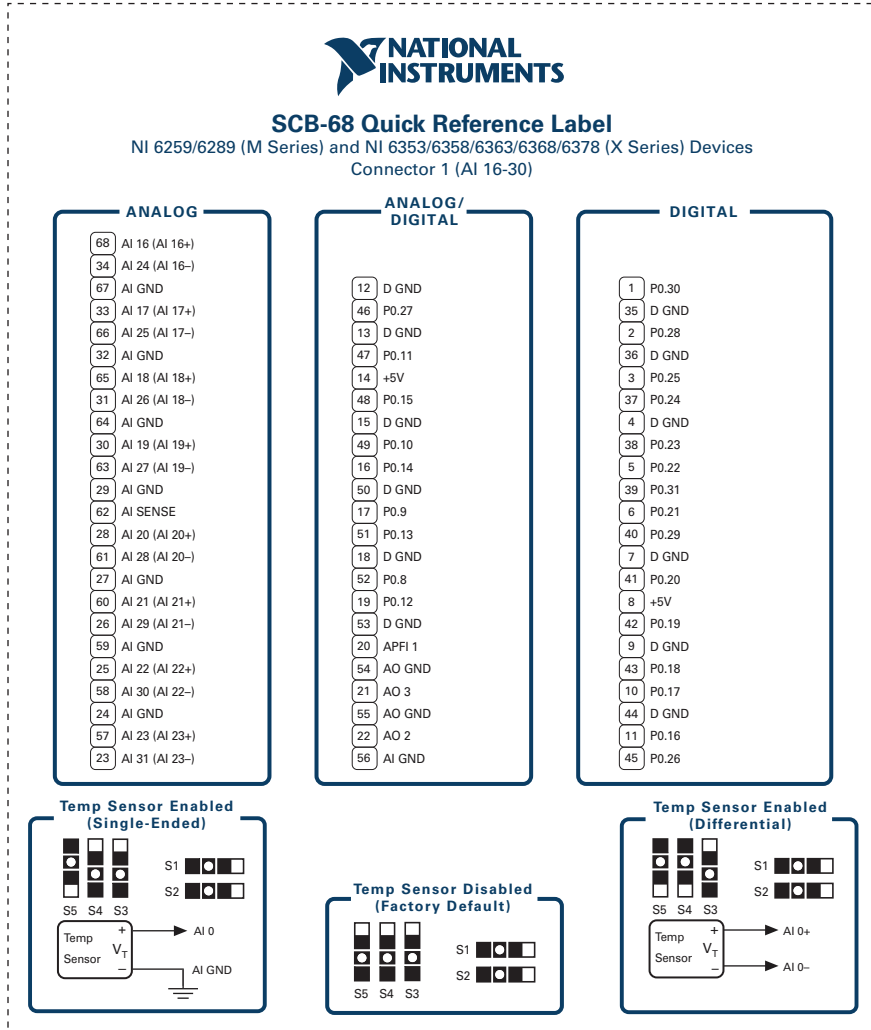 NATIONAL
INSTRUMENTS
SCB-68 Quick Reference Label
NI 6259/6289 (M Series) and NI 6353/6358/6363/6368/6378 (X Series) Devices
Connector 1 (AI 16-30)
ANALOG
68 AI 16 (AI 16+)
34 AI 24 (AI 16–)
67 AI GND
33 AI 17 (AI 17+)
66 AI 25 (AI 17–)
32 AI GND
65 AI 18 (AI 18+)
31 AI 26 (AI 18–)
64 AI GND
30 AI 19 (AI 19+)
63 AI 27 (AI 19–)
29 AI GND
62 AI SENSE
28 AI 20 (AI 20+)
61 AI 28 (AI 20–)
27 AI GND
60 AI 21 (AI 21+)
26 AI 29 (AI 21–)
59 AI GND
25 AI 22 (AI 22+)
58 AI 30 (AI 22–)
24 AI GND
57 AI 23 (AI 23+)
23 AI 31 (AI 23–)
ANALOG/
DIGITAL
12 D GND
46 P0.27
13 D GND
47 P0.11
14 +5V
48 P0.15
15 D GND
49 P0.10
16 P0.14
50 D GND
17 P0.9
51 P0.13
18 D GND
52 P0.8
19 P0.12
53 D GND
20 APFI 1
54 AO GND
21 AO 3
55 AO GND
22 AO 2
56 AI GND
DIGITAL
1 P0.30
35 D GND
2 P0.28
36 D GND
3 P0.25
37 P0.24
4 D GND
38 P0.23
5 P0.22
39 P0.31
6 P0.21
40 P0.29
7 D GND
41 P0.20
8 +5V
42 P0.19
9 D GND
43 P0.18
10 P0.17
44 D GND
11 P0.16
45 P0.26
Temp Sensor Enabled
(Single-Ended)
S1
S2
S5 S4 S3
Temp
Sensor
VT
+
–
AI 0
AI GND
Temp Sensor Disabled
(Factory Default)
S1
S2
S5 S4 S3
Temp Sensor Enabled
(Differential)
S1
S2
S5 S4 S3
Temp
Sensor
VT
+
–
AI 0+
AI 0–